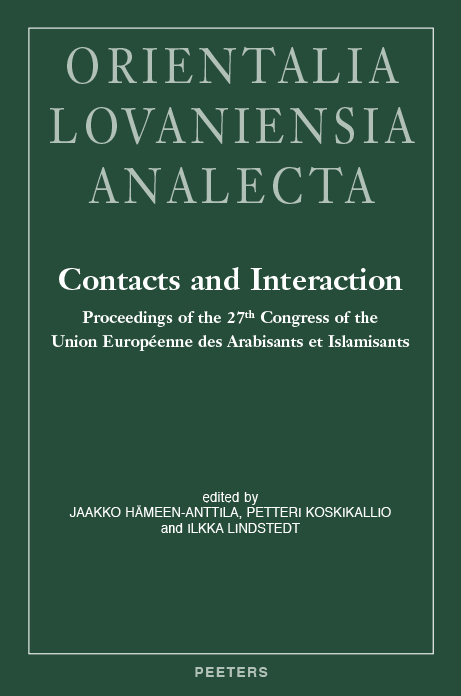 ORIENTALIA
LOVANIENSIA
ANALECTA
Contacts and Interaction
Proceedings of the 27th Congress of the
Union Européenne des Arabisants et Islamisants
edited by
JAAKKO HÄMEEN-ANTTILA, PETTERI KOSKIKALLIO
and ILKKA LINDSTEDT
PEETERS